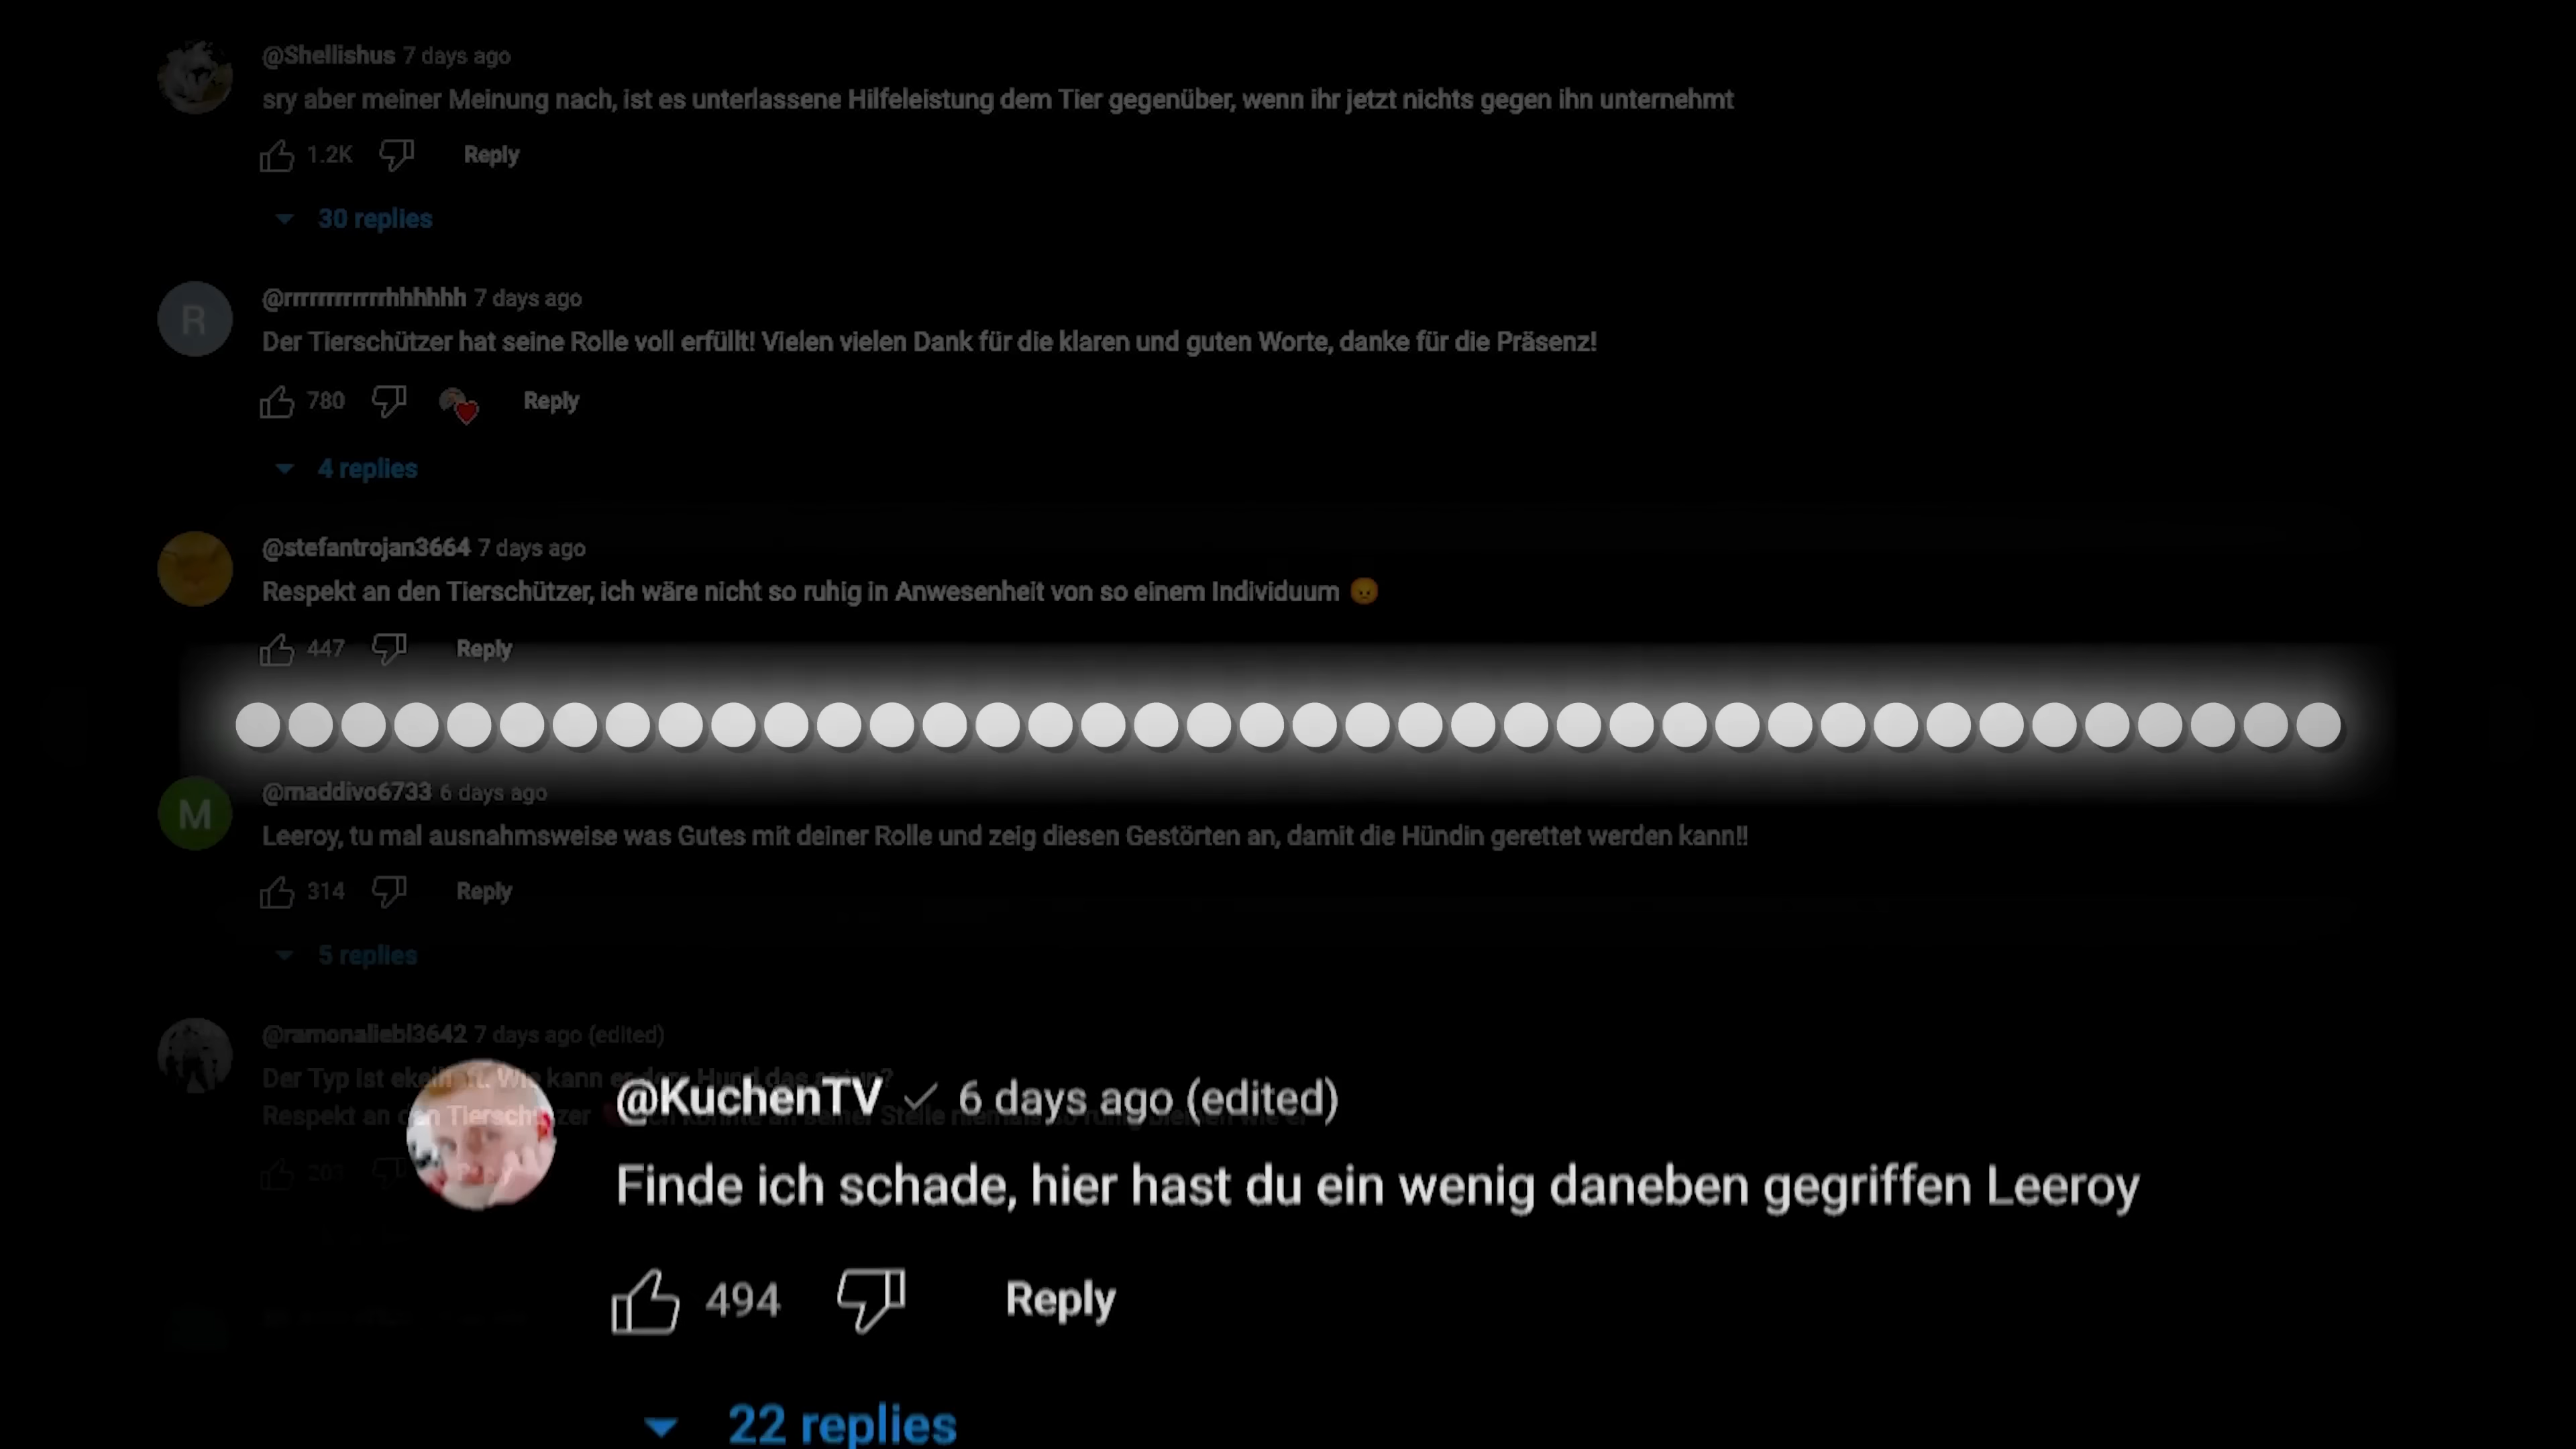 @Shellishus 7 days ago
sry aber meiner Meinung nach, ist es unterlassene Hilfeleistung dem Tier gegenüber, wenn ihr jetzt nichts gegen ihn unternehmt
1.2K Reply
30 replies
R
@rrrrrrrrrrrrrhhhhhh 7 days ago
Der Tierschützer hat seine Rolle voll erfüllt! Vielen vielen Dank für die klaren und guten Worte, danke für die Präsenz!
780 Reply
4 replies
@stefantrojan3664 7 days ago
Respekt an den Tierschützer, ich wäre nicht so ruhig in Anwesenheit von so einem Individuum 😡
447 Reply
M
@maddivo6733 6 days ago
Leeroy, tu mal ausnahmsweise was Gutes mit deiner Rolle und zeig diesen Gestörten an, damit die Hündin gerettet werden kann!!
314 Reply
5 replies
@ramonaliebl3642 7 days ago (edited)
Der Typ ist Wie kann Hund das
Respekt an den Tierschützer Stelle niemals so ruhig
@KuchenTV 6 days ago (edited)
Finde ich schade, hier hast du ein wenig daneben gegriffen Leeroy
494 Reply
22 replies